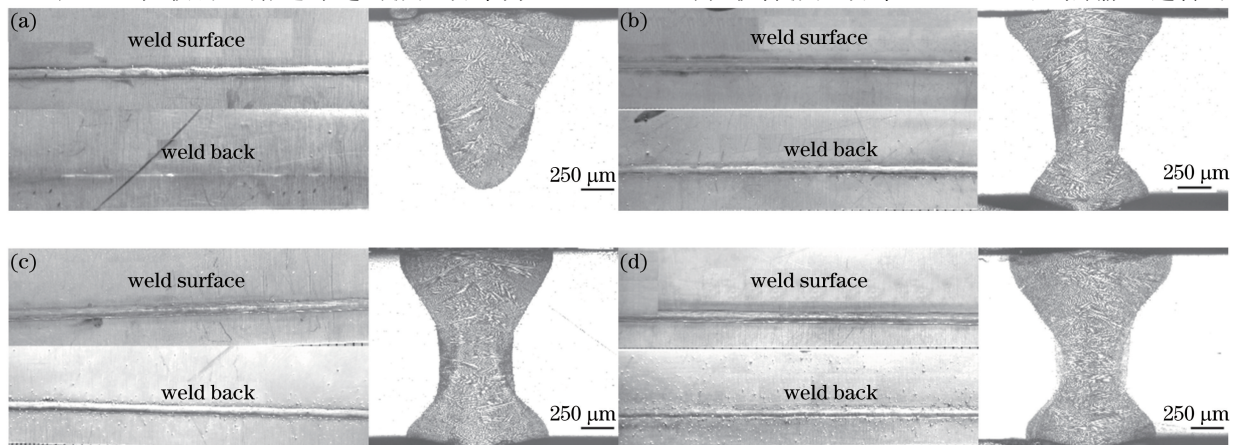 (a)
weld surface
weld back
250 μm
(b)
weld surface
weld back
250 μm
(c)
weld surface
weld back
250 μm
(d)
weld surface
weld back
250 μm